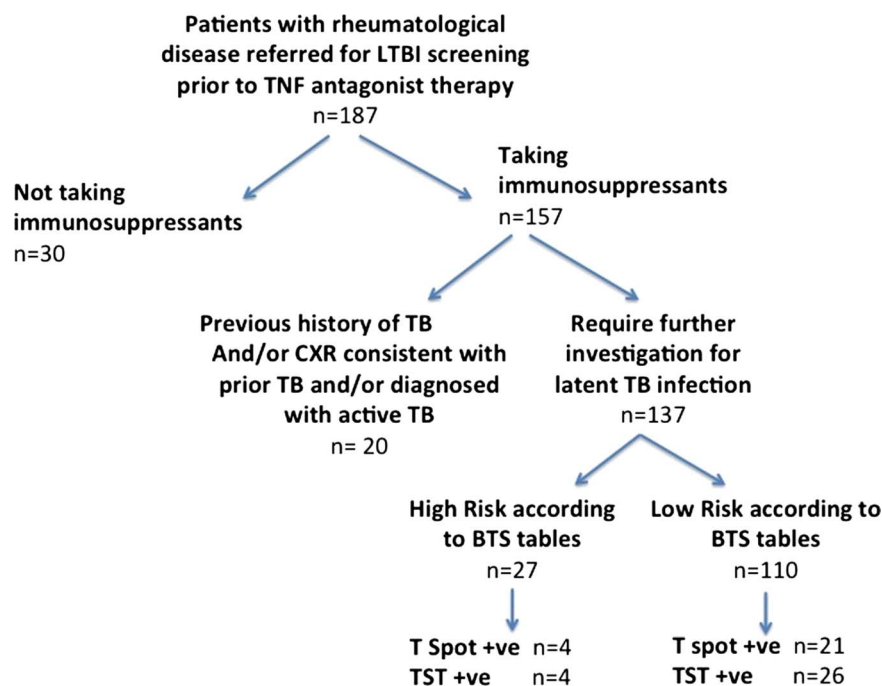 Patients with rheumatological
disease referred for LTBI screening
prior to TNF antagonist therapy
n=187
Not taking
immunosuppressants
n=30
Taking
immunosuppressants
n=157
Previous history of TB
And/or CXR consistent with
prior TB and/or diagnosed
with active TB
n= 20
Require further
investigation for
latent TB infection
n=137
High Risk according
to BTS tables
n=27
Low Risk according to
BTS tables
n=110
T Spot +ve n=4
TST +ve n=4
T spot +ve n=21
TST +ve n=26